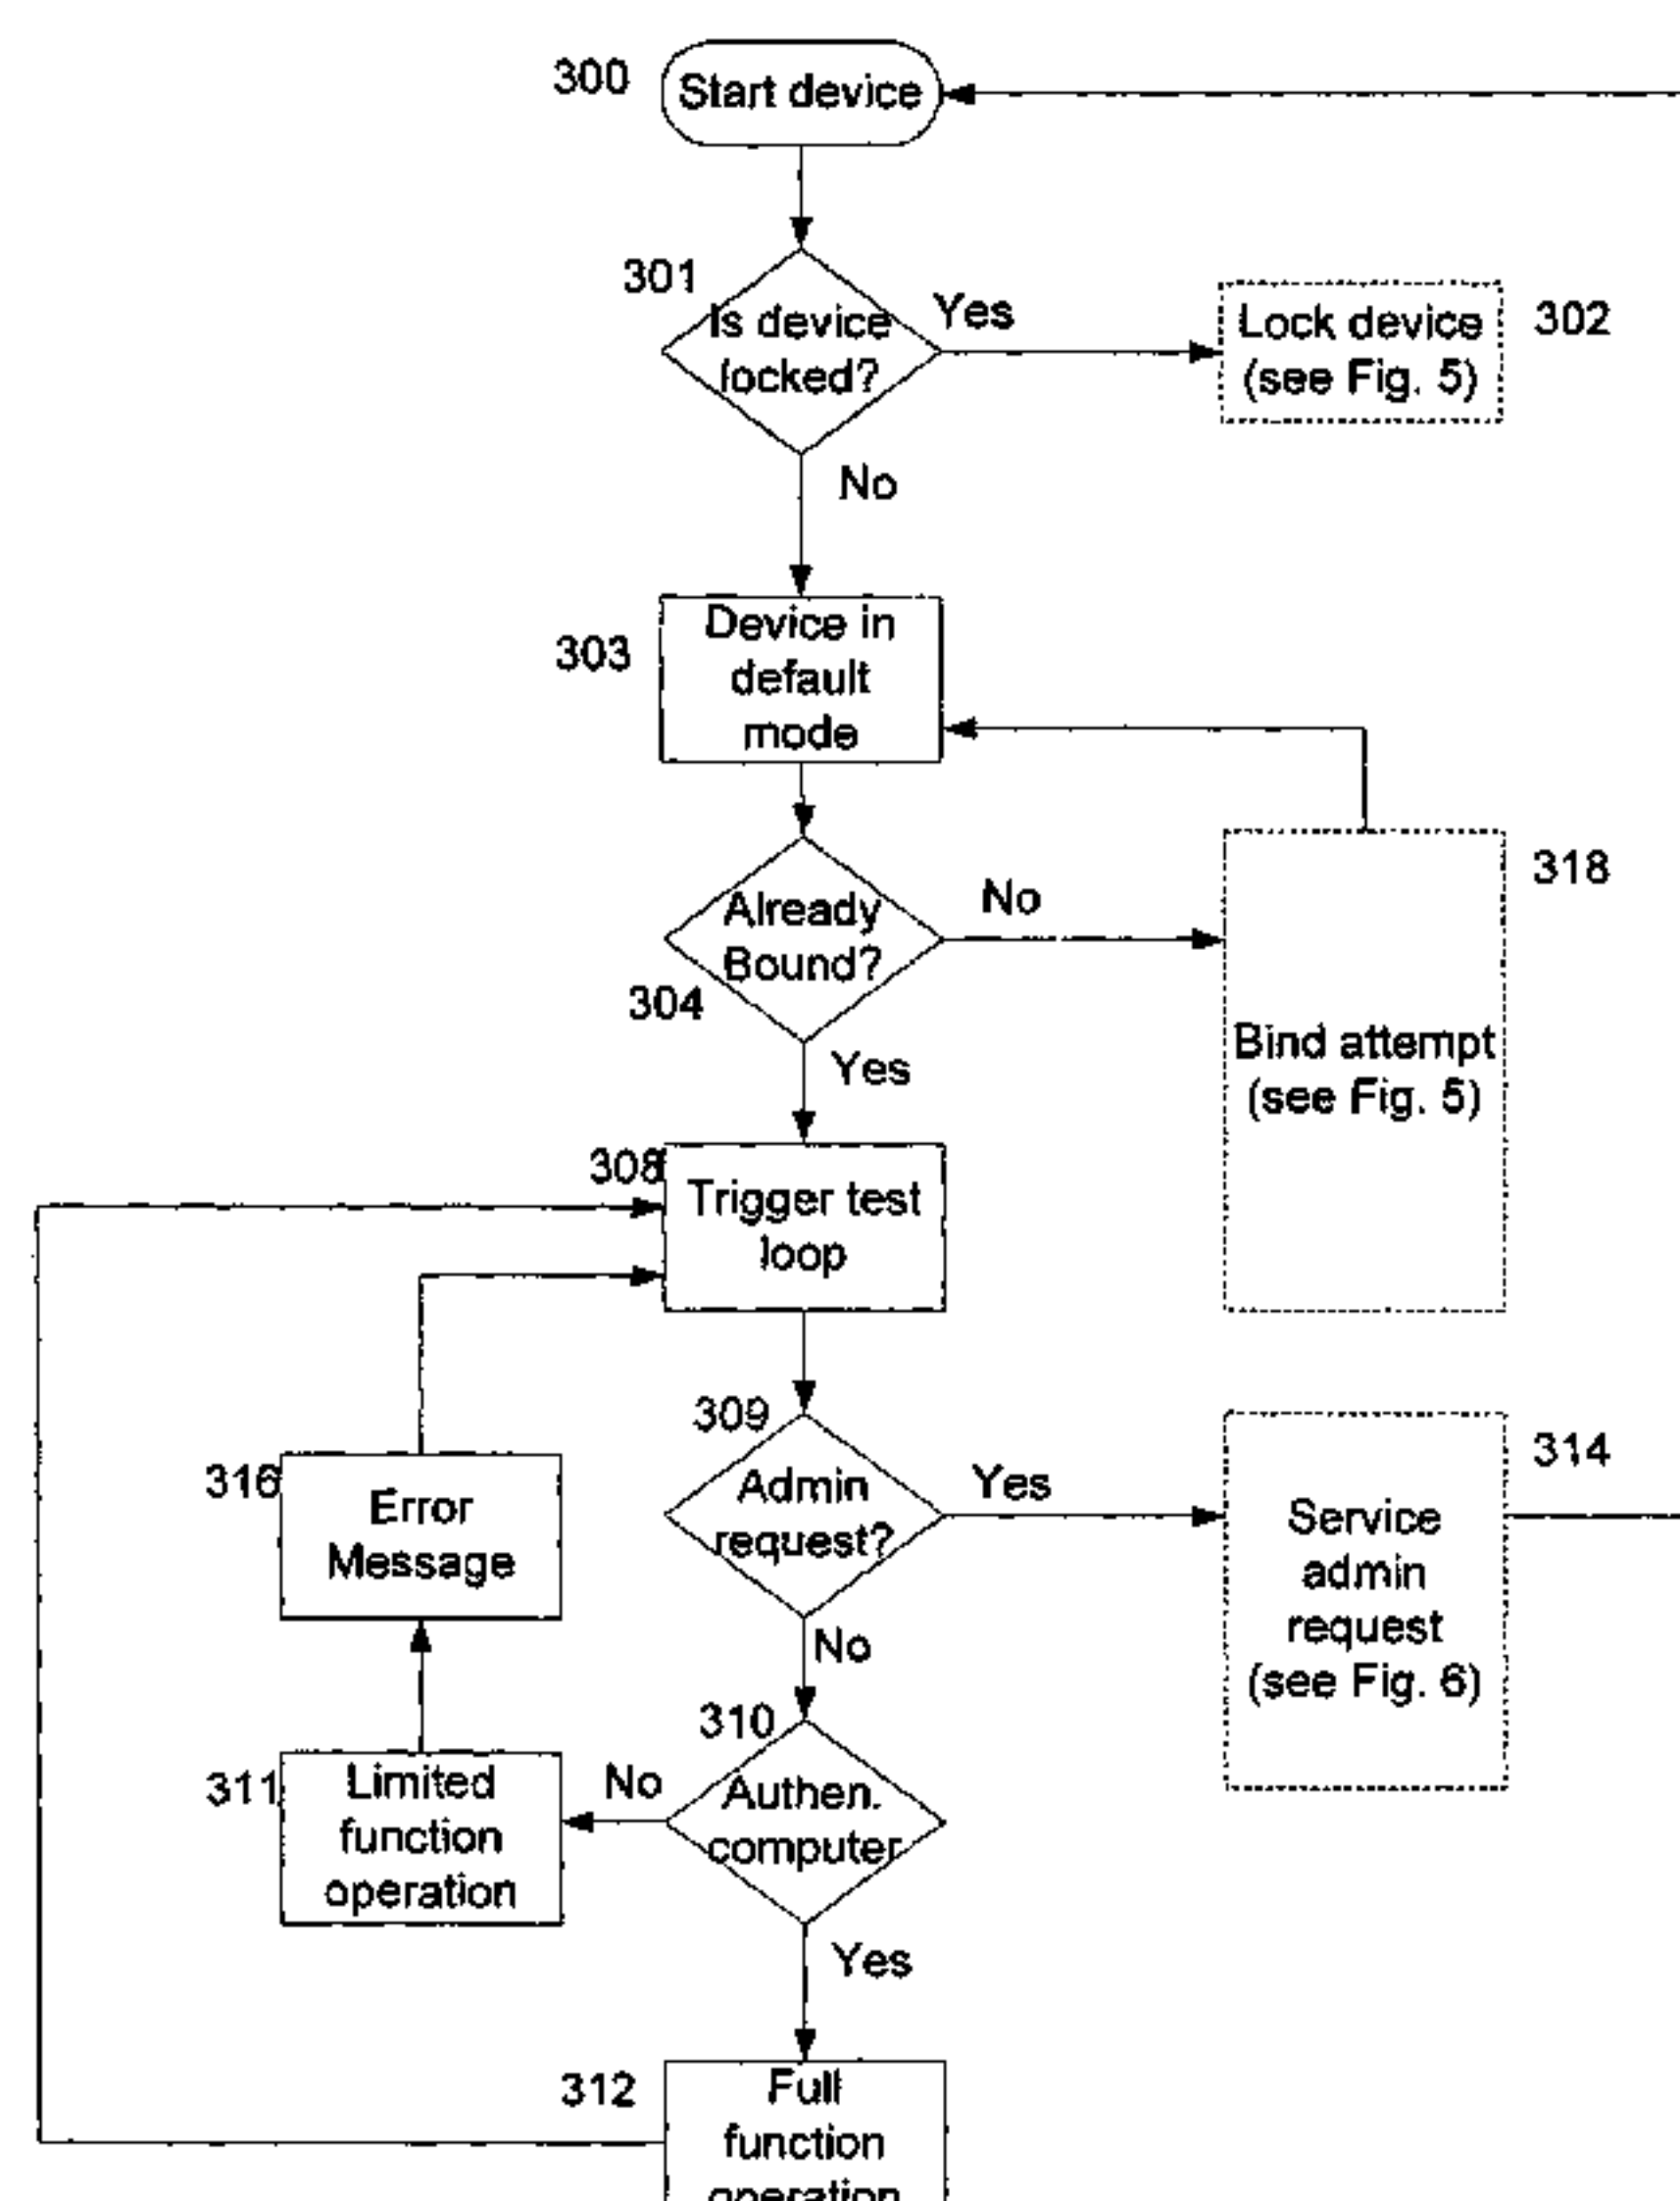 300
Start device
301
Is device
locked?
Yes
Lock device
(see Fig. 5)
302
No
303
Device in
default
mode
Already
Bound?
304
No
318
Bind attempt
(see Fig. 5)
Yes
308
Trigger test
loop
309
Admin
request?
Yes
314
Service
admin
request
(see Fig. 6)
316
Error
Message
No
310
Authen.
computer
No
311
Limited
function
operation
Yes
312
Full
function
operation